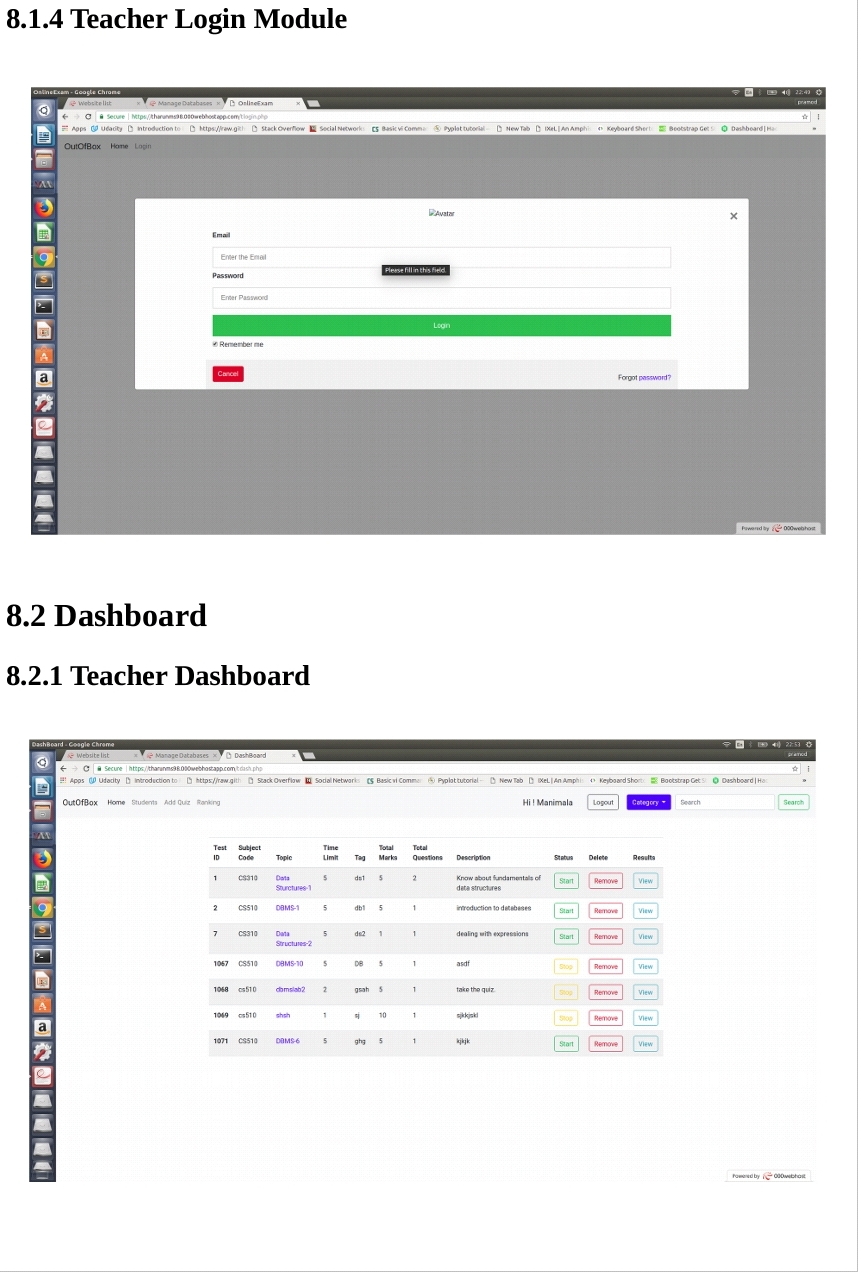 8.1.4 Teacher Login Module
OnlineExam - Google Chrome 22:49
Website list × Manage Databases × OnlineExam × pramod
Secure https://tharunms98.000webhostapp.com/tlogin.php
Apps Udacity Introduction to https://raw.gith Stack Overflow Social Networks Basic vi Comma Pyplot tutorial — New Tab IXeL | An Amphi Keyboard Short Bootstrap Get S Dashboard | Ha »
OutOfBox Home Login
Avatar ×
Email
Enter the Email
Please fill in this field.
Password
Enter Password
Login
Remember me
Cancel Forgot password?
Powered by 000webhost
8.2 Dashboard
8.2.1 Teacher Dashboard
DashBoard - Google Chrome 22:51
Website list × Manage Databases × DashBoard × pramod
Secure https://tharunms98.000webhostapp.com/tdash.php
Apps Udacity Introduction to https://raw.gith Stack Overflow Social Networks Basic vi Comma Pyplot tutorial — New Tab IXeL | An Amphi Keyboard Short Bootstrap Get S Dashboard | Ha »
OutOfBox Home Students Add Quiz Ranking Hi ! Manimala Logout Category Search Search
Test ID Subject Code Topic Time Limit Tag Total Marks Total Questions Description Status Delete Results
1 CS310 Data Sturctures-1 5 ds1 5 2 Know about fundamentals of data structures Start Remove View
2 CS510 DBMS-1 5 db1 5 1 introduction to databases Start Remove View
7 CS310 Data Structures-2 5 ds2 1 1 dealing with expressions Start Remove View
1067 CS510 DBMS-10 5 DB 5 1 asdf Stop Remove View
1068 cs510 dbmslab2 2 gsah 5 1 take the quiz. Stop Remove View
1069 cs510 shsh 1 sj 10 1 sjkkjskl Stop Remove View
1071 CS510 DBMS-6 5 ghg 5 1 kjkjk Start Remove View
Powered by 000webhost